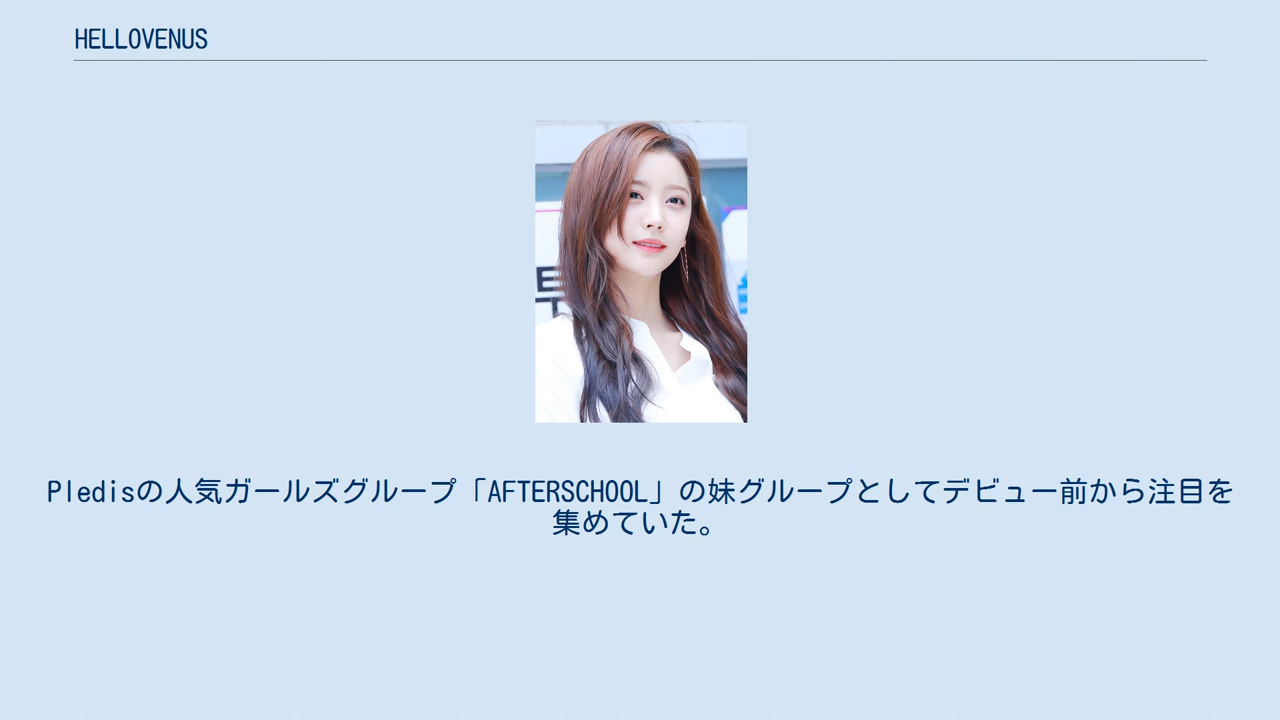 HELLOVENUS
Pledisの人気ガールズグループ「AFTERSCHOOL」の妹グループとしてデビュー前から注目を
集めていた。